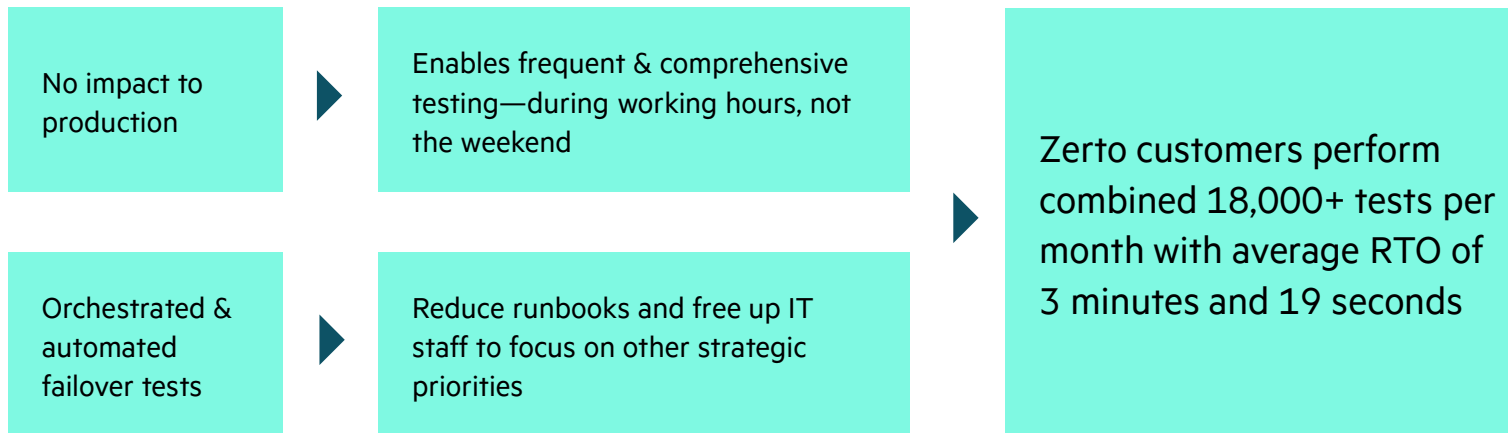 No impact to
production
Enables frequent & comprehensive
testing—during working hours, not
the weekend
Orchestrated &
automated
failover tests
Reduce runbooks and free up IT
staff to focus on other strategic
priorities
Zerto customers perform
combined 18,000+ tests per
month with average RTO of
3 minutes and 19 seconds